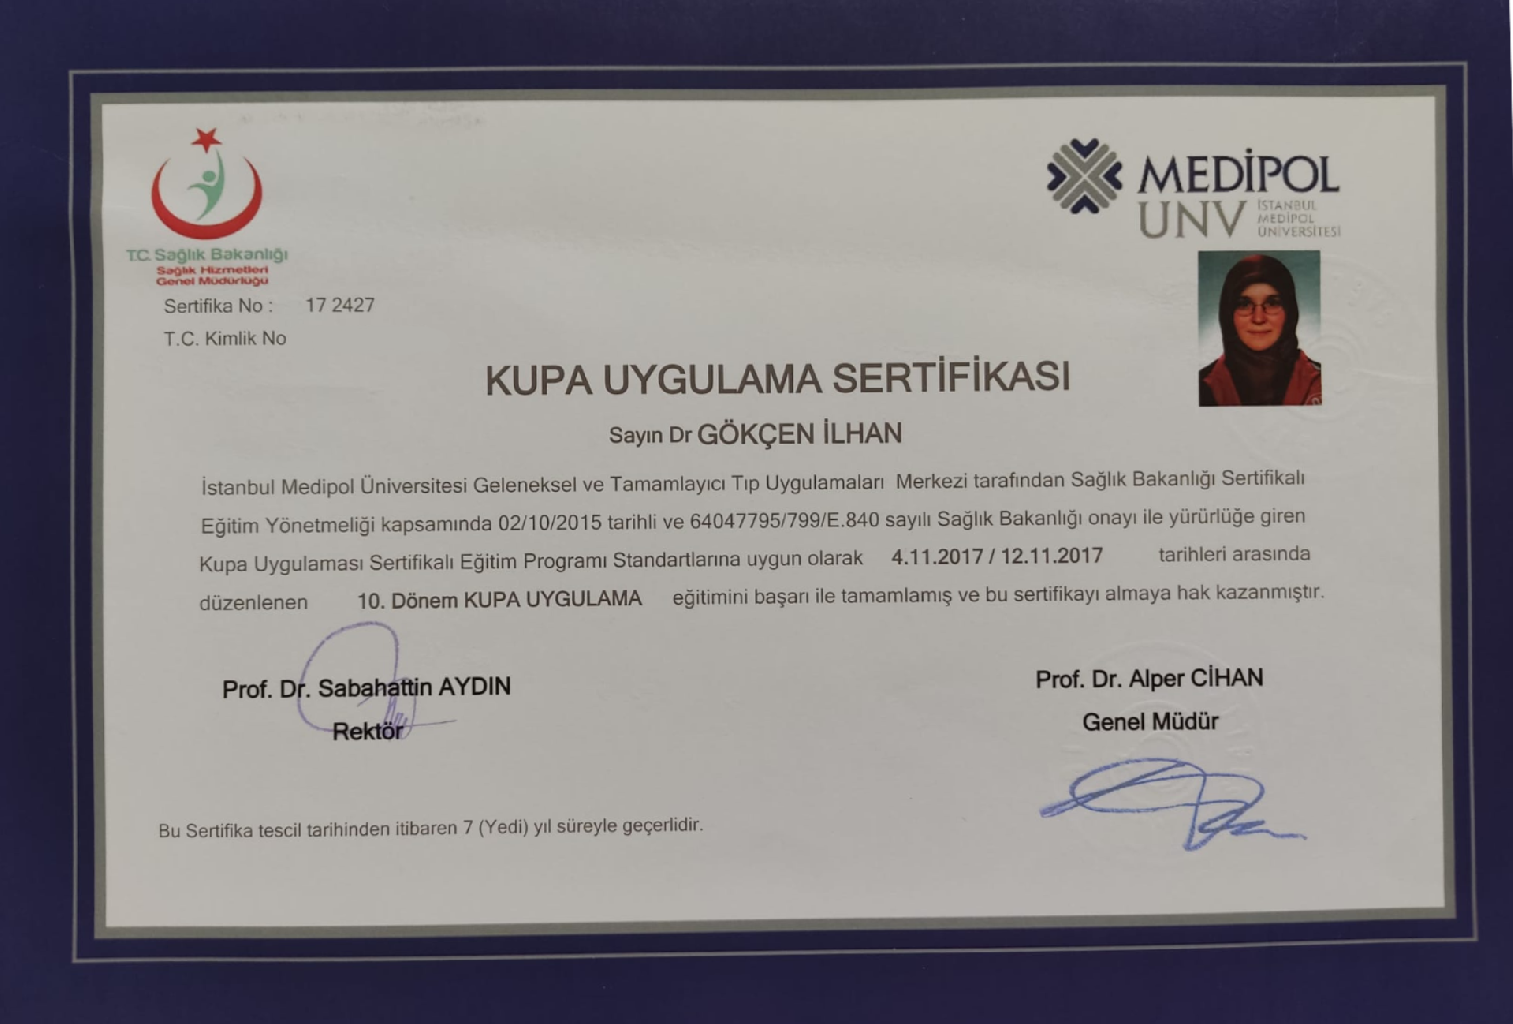 T.C. Sağlık Bakanlığı
Sağlık Hizmetleri
Genel Müdürlüğü
MEDİPOL
UNV
İSTANBUL
MEDİPOL
ÜNİVERSİTESİ
Sertifika No : 17 2427
T.C. Kimlik No
KUPA UYGULAMA SERTİFİKASI
Sayın Dr GÖKÇEN İLHAN
İstanbul Medipol Üniversitesi Geleneksel ve Tamamlayıcı Tıp Uygulamaları Merkezi tarafından Sağlık Bakanlığı Sertifikalı
Eğitim Yönetmeliği kapsamında 02/10/2015 tarihli ve 64047795/799/E.840 sayılı Sağlık Bakanlığı onayı ile yürürlüğe giren
Kupa Uygulaması Sertifikalı Eğitim Programı Standartlarına uygun olarak 4.11.2017 / 12.11.2017 tarihleri arasında
düzenlenen 10. Dönem KUPA UYGULAMA eğitimini başarı ile tamamlamış ve bu sertifikayı almaya hak kazanmıştır.
Prof. Dr. Sabahattin AYDIN
Rektör
Prof. Dr. Alper CİHAN
Genel Müdür
Bu Sertifika tescil tarihinden itibaren 7 (Yedi) yıl süreyle geçerlidir.